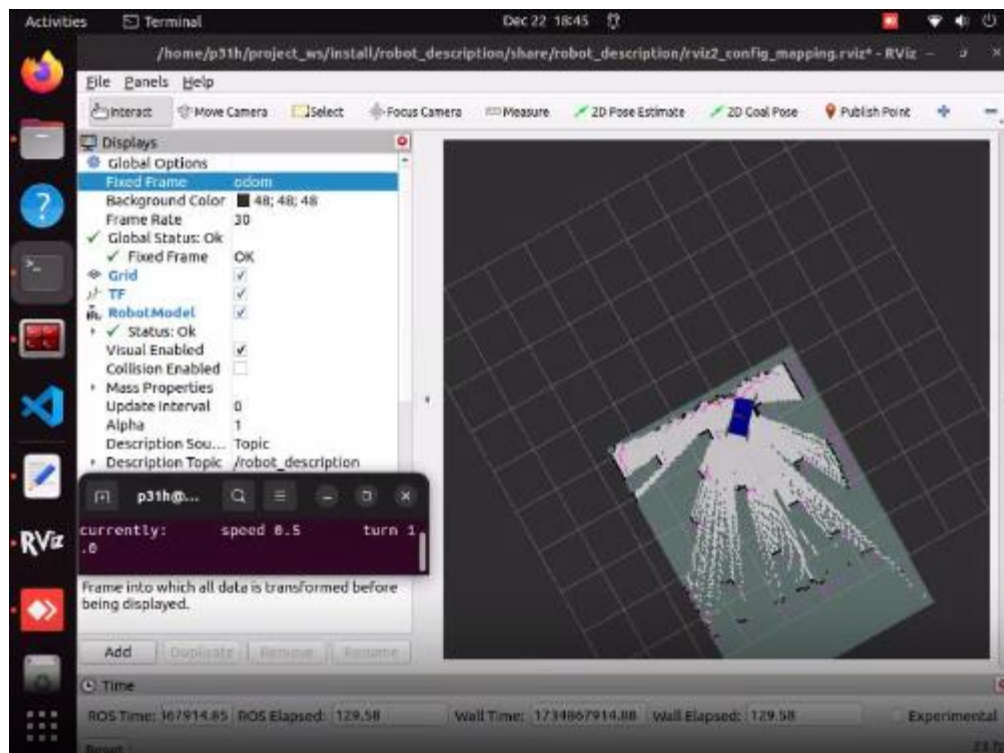 Activities Terminal Dec 22 18:45
/home/p31h/project_ws/install/robot_description/share/robot_description/rviz2_config_mapping.rviz* - RViz
File Panels Help
Interact Move Camera Select Focus Camera Measure 2D Pose Estimate 2D Goal Pose Publish Point
Displays
Global Options
Fixed Frame odom
Background Color 48; 48; 48
Frame Rate 30
Global Status: Ok
Fixed Frame OK
Grid
TF
RobotModel
Status: Ok
Visual Enabled
Collision Enabled
Mass Properties
Update Interval 0
Alpha 1
Description Sou... Topic
Description Topic /robot_description
p31h@...
currently: speed 0.5 turn 1
.0
Frame into which all data is transformed before
being displayed.
Add Duplicate Remove Rename
RViz
Time
ROS Time: 367914.85 ROS Elapsed: 129.58 Wall Time: 1734867914.88 Wall Elapsed: 129.58 Experimental
Reset